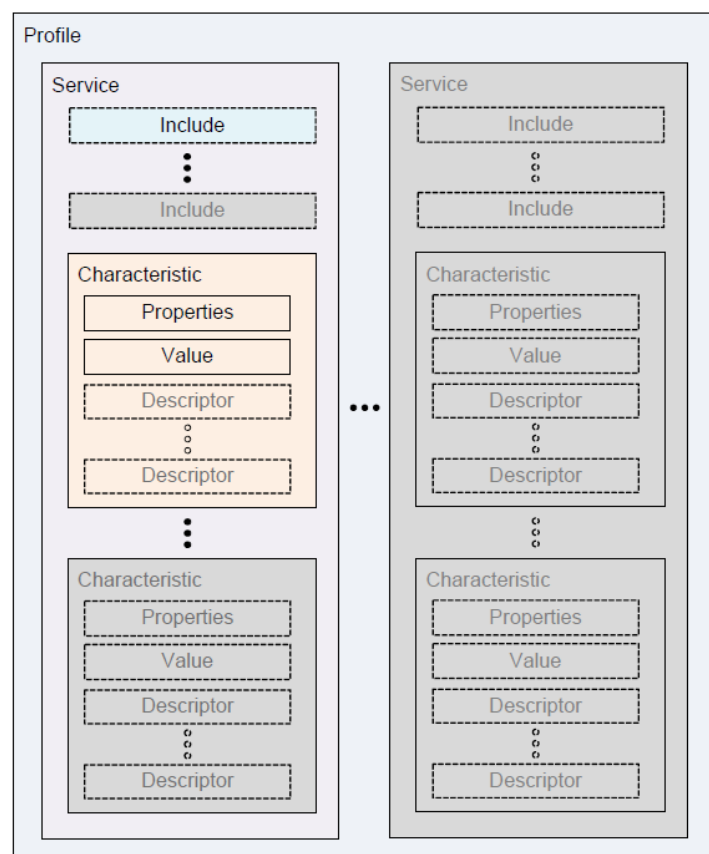 Profile
Service
Include
Include
Characteristic
Properties
Value
Descriptor
Descriptor
Characteristic
Properties
Value
Descriptor
Descriptor
Service
Include
Include
Characteristic
Properties
Value
Descriptor
Descriptor
Characteristic
Properties
Value
Descriptor
Descriptor